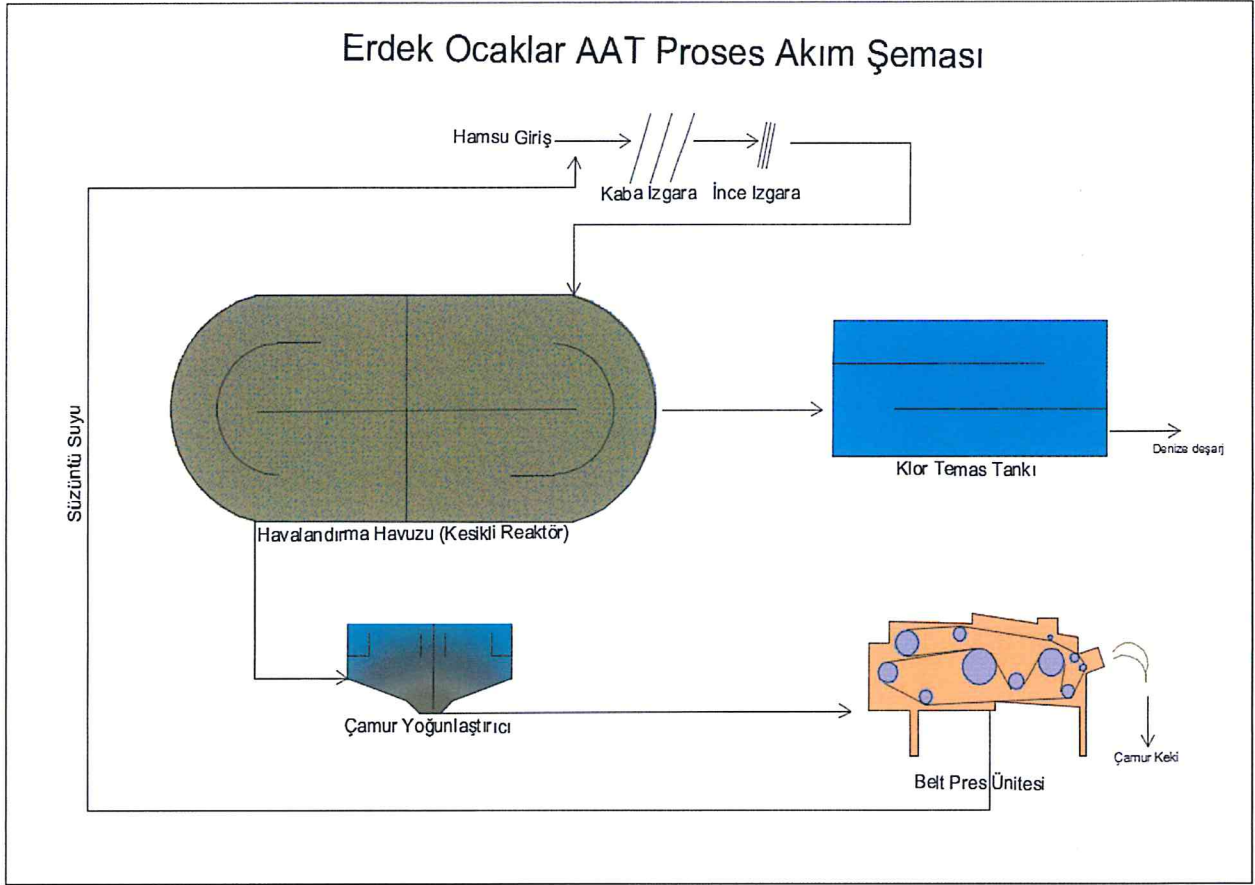 Erdek Ocaklar AAT Proses Akım Şeması
Hamsu Giriş
Kaba Izgara
İnce Izgara
Süzüntü Suyu
Klor Temas Tankı
Denize deşarj
Havalandırma Havuzu (Kesikli Reaktör)
Çamur Yoğunlaştırıcı
Belt Pres Ünitesi
Çamur Keki